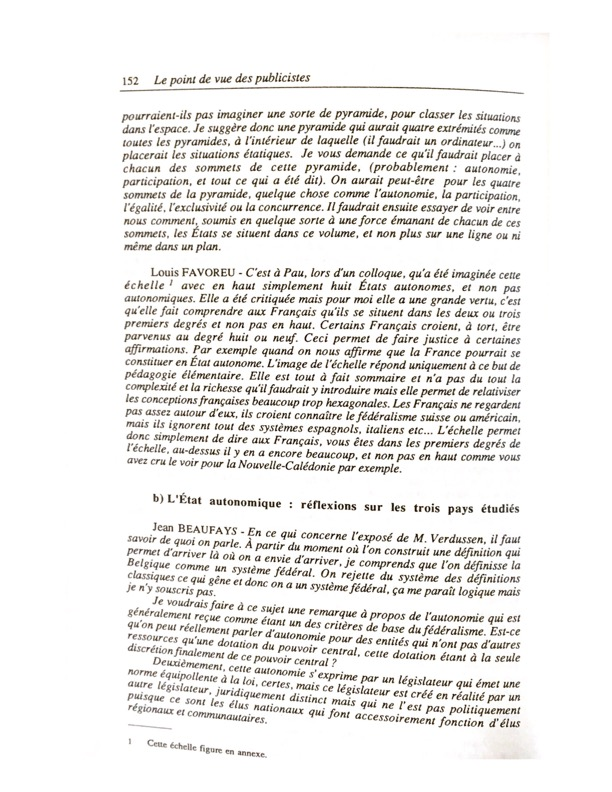 152 Le point de vue des publicistes
pourraient-ils pas imaginer une sorte de pyramide, pour classer les situations
dans l'espace. Je suggère donc une pyramide qui aurait quatre extrémités comme
toutes les pyramides, à l'intérieur de laquelle (il faudrait un ordinateur...) on
placerait les situations étatiques. Je vous demande ce qu'il faudrait placer à
chacun des sommets de cette pyramide, (probablement : autonomie,
participation, et tout ce qui a été dit). On aurait peut-être pour les quatre
sommets de la pyramide, quelque chose comme l'autonomie, la participation,
l'égalité, l'exclusivité ou la concurrence. Il faudrait ensuite essayer de voir entre
nous comment, soumis en quelque sorte à une force émanant de chacun de ces
sommets, les États se situent dans ce volume, et non plus sur une ligne ou ni
même dans un plan.
Louis FAVOREU - C'est à Pau, lors d'un colloque, qu'a été imaginée cette
échelle 1 avec en haut simplement huit États autonomes, et non pas
autonomiques. Elle a été critiquée mais pour moi elle a une grande vertu, c'est
qu'elle fait comprendre aux Français qu'ils se situent dans les deux ou trois
premiers degrés et non pas en haut. Certains Français croient, à tort, être
parvenus au degré huit ou neuf. Ceci permet de faire justice à certaines
affirmations. Par exemple quand on nous affirme que la France pourrait se
constituer en État autonome. L'image de l'échelle répond uniquement à ce but de
pédagogie élémentaire. Elle est tout à fait sommaire et n'a pas du tout la
complexité et la richesse qu'il faudrait y introduire mais elle permet de relativiser
les conceptions françaises beaucoup trop hexagonales. Les Français ne regardent
pas assez autour d'eux, ils croient connaître le fédéralisme suisse ou américain,
mais ils ignorent tout des systèmes espagnols, italiens etc... L'échelle permet
donc simplement de dire aux Français, vous êtes dans les premiers degrés de
l'échelle, au-dessus il y en a encore beaucoup, et non pas en haut comme vous
avez cru le voir pour la Nouvelle-Calédonie par exemple.
b) L'État autonomique : réflexions sur les trois pays étudiés
Jean BEAUFAYS - En ce qui concerne l'exposé de M. Verdussen, il faut
savoir de quoi on parle. À partir du moment où l'on construit une définition qui
permet d'arriver là où on a envie d'arriver, je comprends que l'on définisse la
Belgique comme un système fédéral. On rejette du système des définitions
classiques ce qui gêne et donc on a un système fédéral, ça me paraît logique mais
je n'y souscris pas.
Je voudrais faire à ce sujet une remarque à propos de l'autonomie qui est
généralement reçue comme étant un des critères de base du fédéralisme. Est-ce
qu'on peut réellement parler d'autonomie pour des entités qui n'ont pas d'autres
ressources qu'une dotation du pouvoir central, cette dotation étant à la seule
discrétion finalement de ce pouvoir central ?
Deuxièmement, cette autonomie s'exprime par un législateur qui émet une
norme équipollente à la loi, certes, mais ce législateur est créé en réalité par un
autre législateur, juridiquement distinct mais qui ne l'est pas politiquement
puisque ce sont les élus nationaux qui font accessoirement fonction d'élus
régionaux et communautaires.
1 Cette échelle figure en annexe.